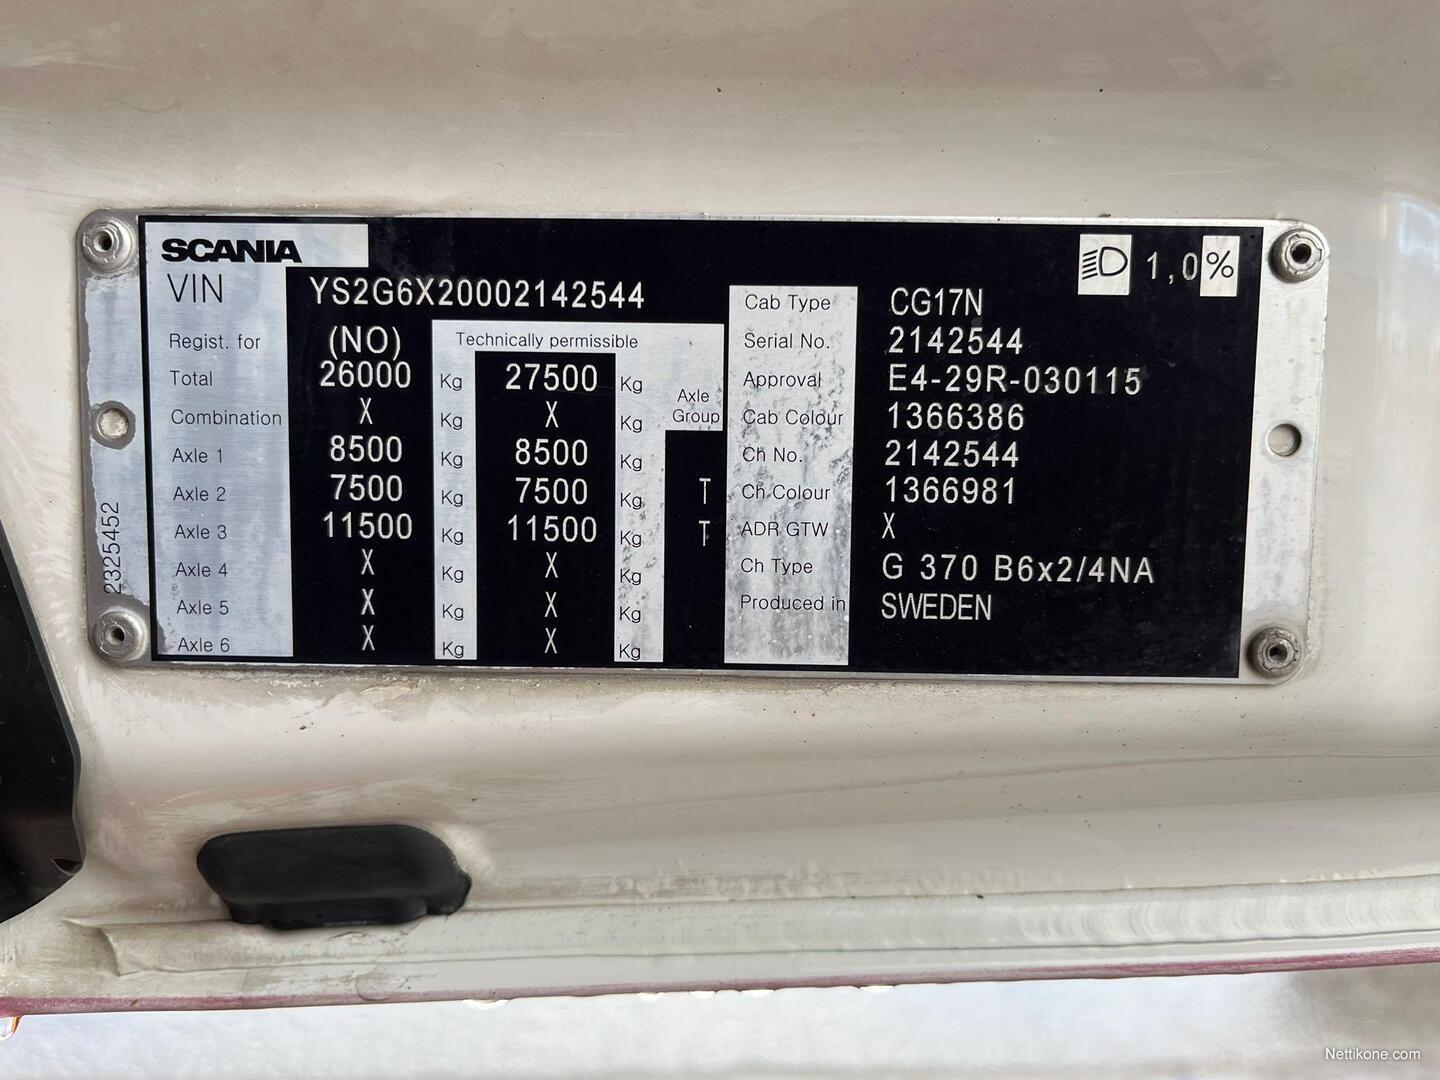 SCANIA
1,0%
VIN YS2G6X20002142544
Regist. for (NO) Technically permissible
Total 26000 Kg 27500 Kg
Axle Group
Combination X Kg X Kg
Axle 1 8500 Kg 8500 Kg
Axle 2 7500 Kg 7500 Kg T
Axle 3 11500 Kg 11500 Kg T
Axle 4 X Kg X Kg
Axle 5 X Kg X Kg
Axle 6 X Kg X Kg
Cab Type CG17N
Serial No. 2142544
Approval E4-29R-030115
Cab Colour 1366386
Ch No. 2142544
Ch Colour 1366981
ADR GTW X
Ch Type G 370 B6x2/4NA
Produced in SWEDEN
2325452
Nettikone.com